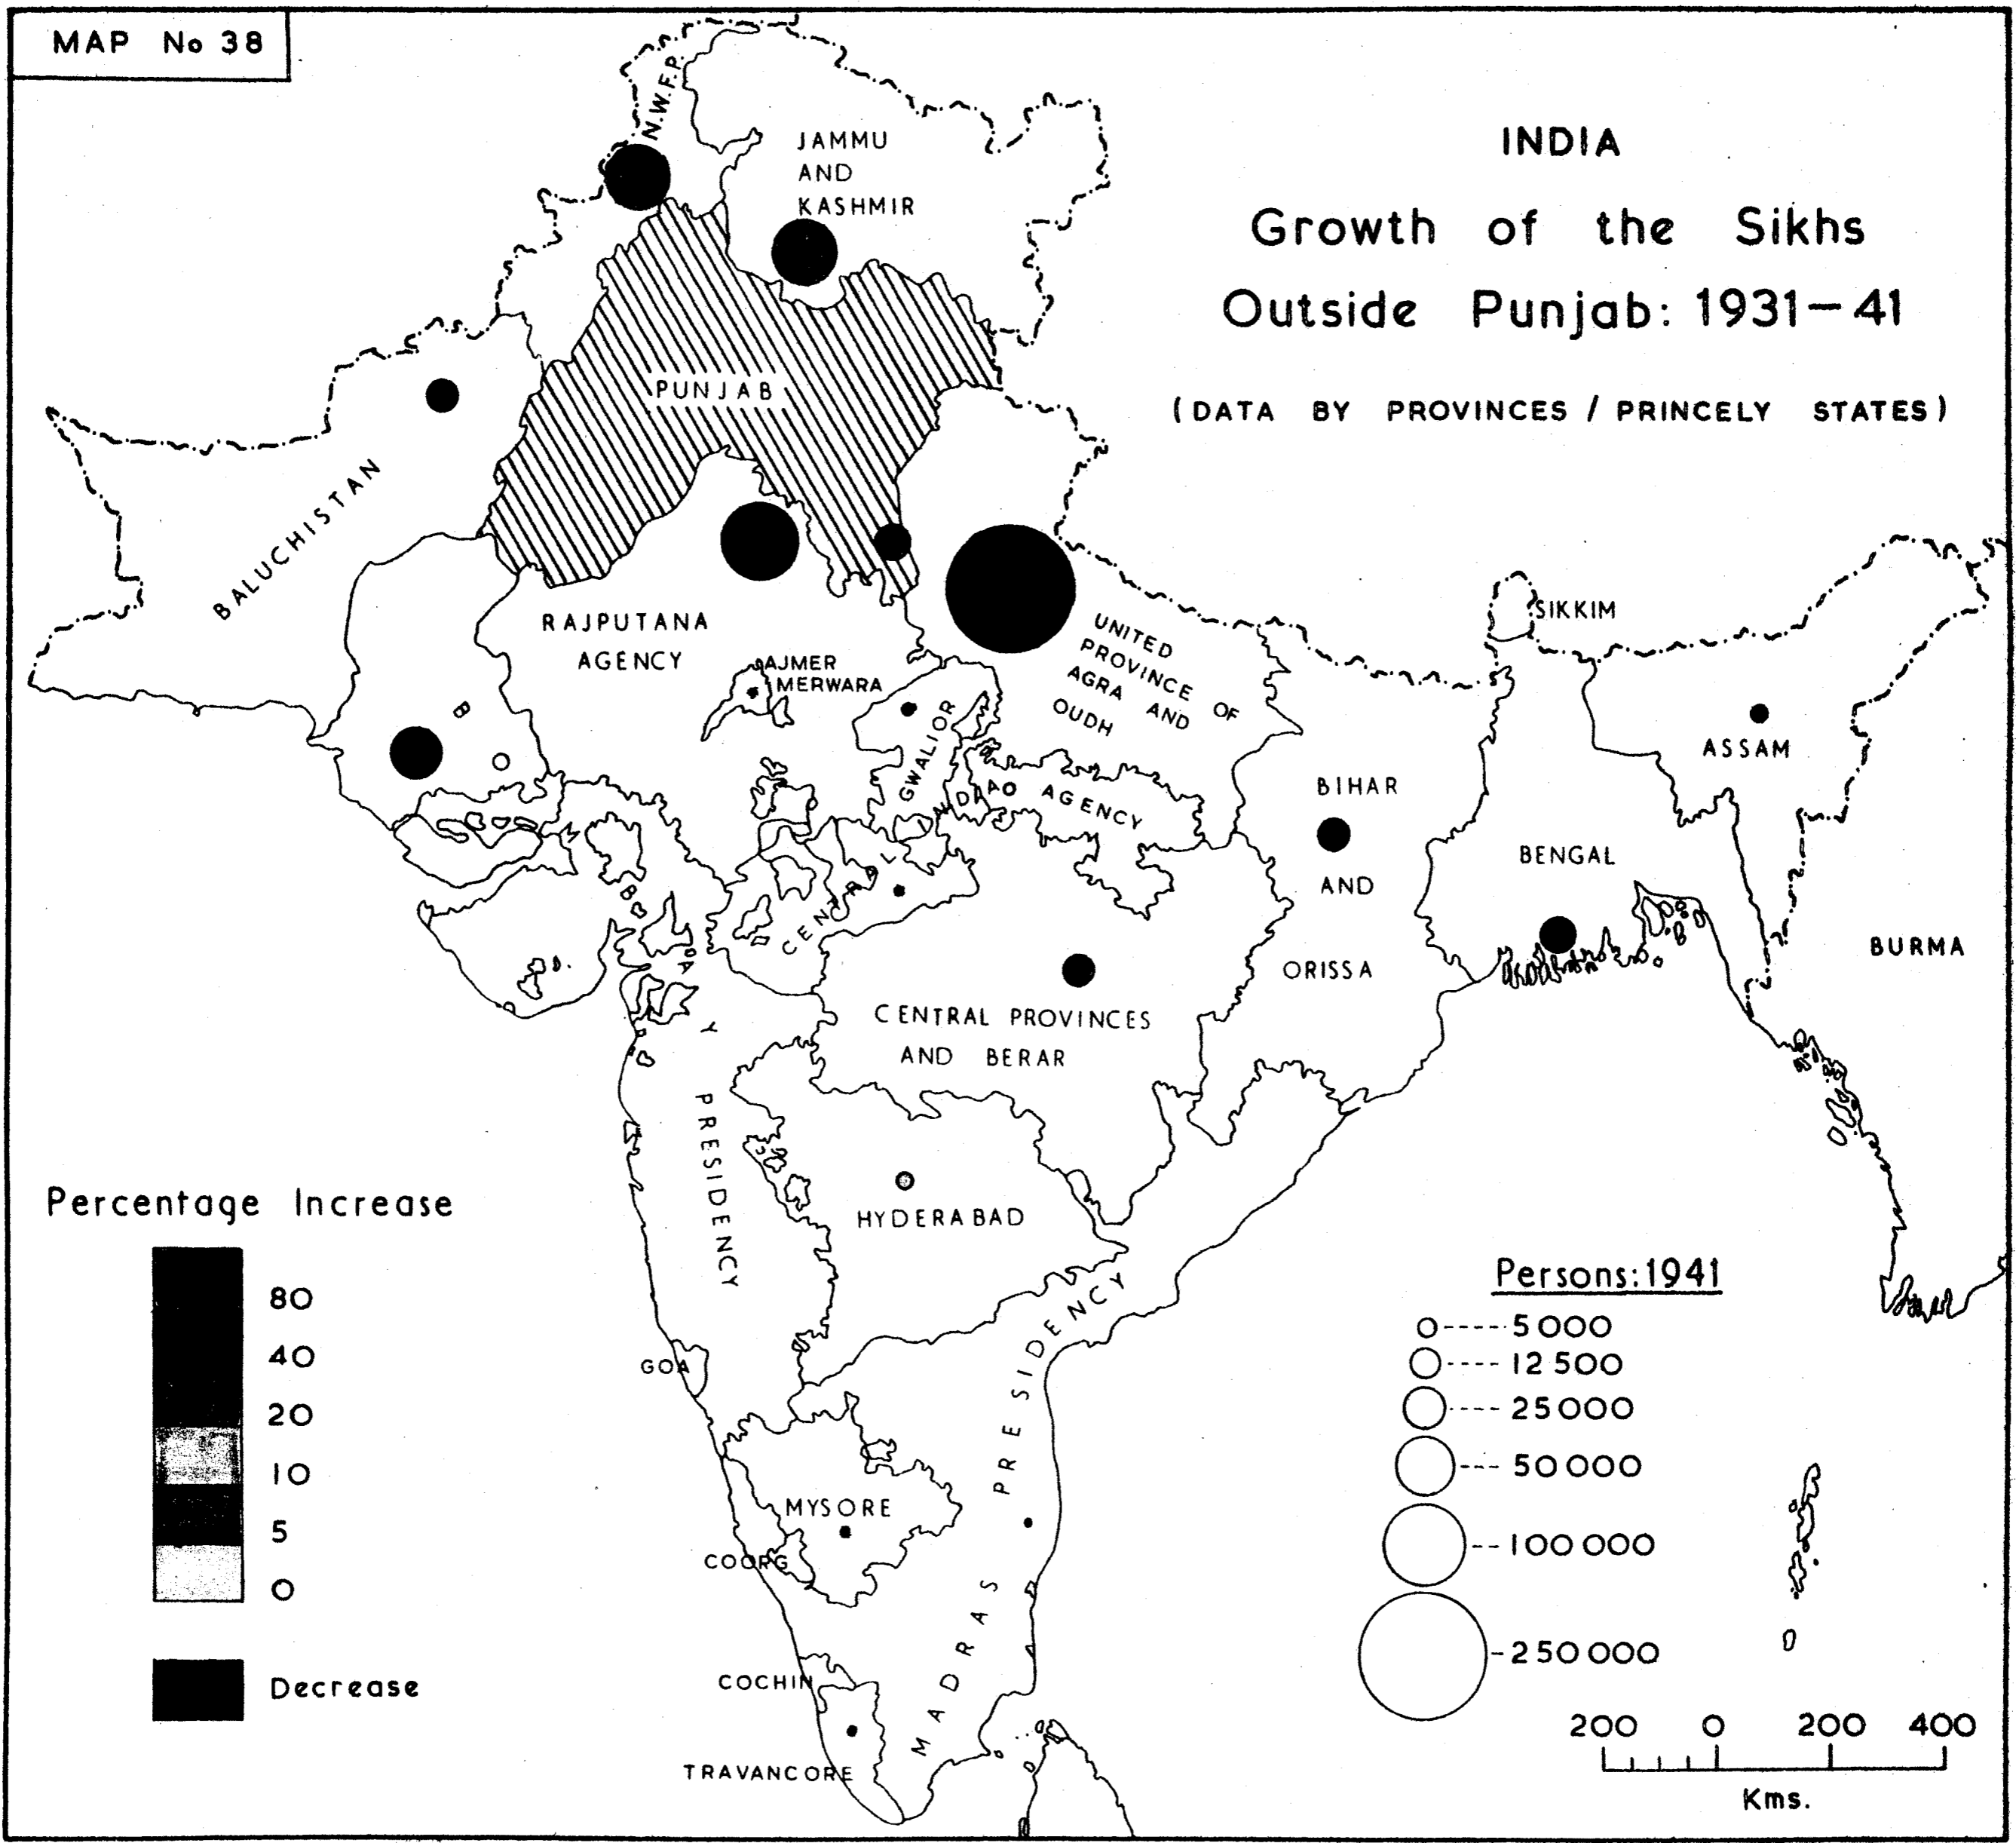 MAP No 38
INDIA
Growth of the Sikhs
Outside Punjab: 1931-41
(DATA BY PROVINCES / PRINCELY STATES)
N.W.F.P.
JAMMU
AND
KASHMIR
PUNJAB
BALUCHISTAN
RAJPUTANA
AGENCY
AJMER
MERWARA
UNITED
PROVINCE OF
AGRA AND
OUDH
SIKKIM
ASSAM
GWALIOR
CENTRAL INDIA AGENCY
BIHAR
AND
ORISSA
BENGAL
BURMA
BOMBAY PRESIDENCY
CENTRAL PROVINCES
AND BERAR
HYDERABAD
GOA
MYSORE
COORG
MADRAS PRESIDENCY
COCHIN
TRAVANCORE
Percentage Increase
80
40
20
10
5
0
Decrease
Persons:1941
5000
12500
25000
50000
100000
250000
200 0 200 400
Kms.